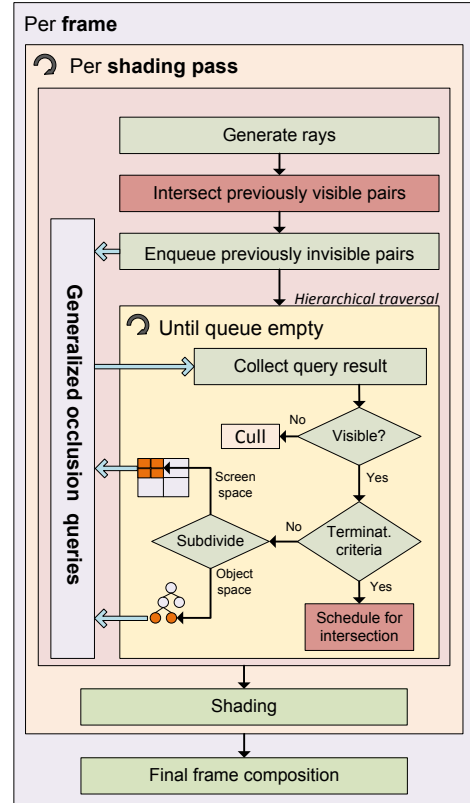 Per frame
Per shading pass
Generate rays
Intersect previously visible pairs
Enqueue previously invisible pairs
Hierarchical traversal
Generalized occlusion queries
Until queue empty
Collect query result
No
Cull
Visible?
Yes
Screen
space
Subdivide
No
Terminat.
criteria
Object
space
Yes
Schedule for
intersection
Shading
Final frame composition